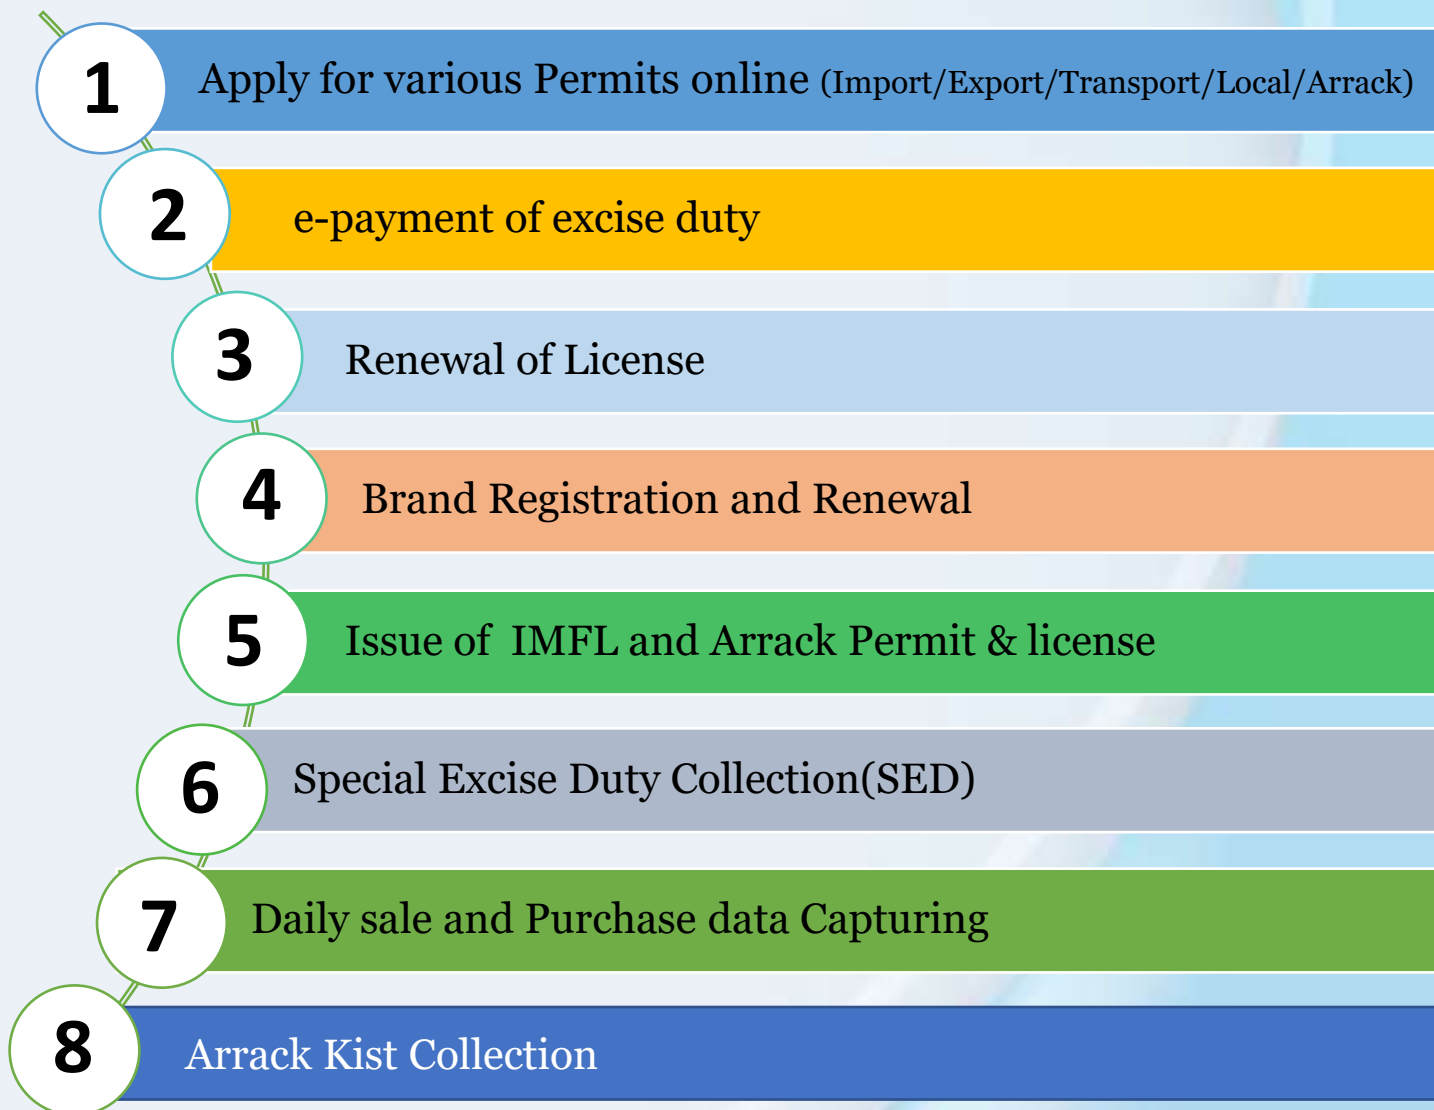 1 Apply for various Permits online (Import/Export/Transport/Local/Arrack)
2 e-payment of excise duty
3 Renewal of License
4 Brand Registration and Renewal
5 Issue of  IMFL and Arrack Permit & license
6 Special Excise Duty Collection(SED)
7 Daily sale and Purchase data Capturing
8 Arrack Kist Collection